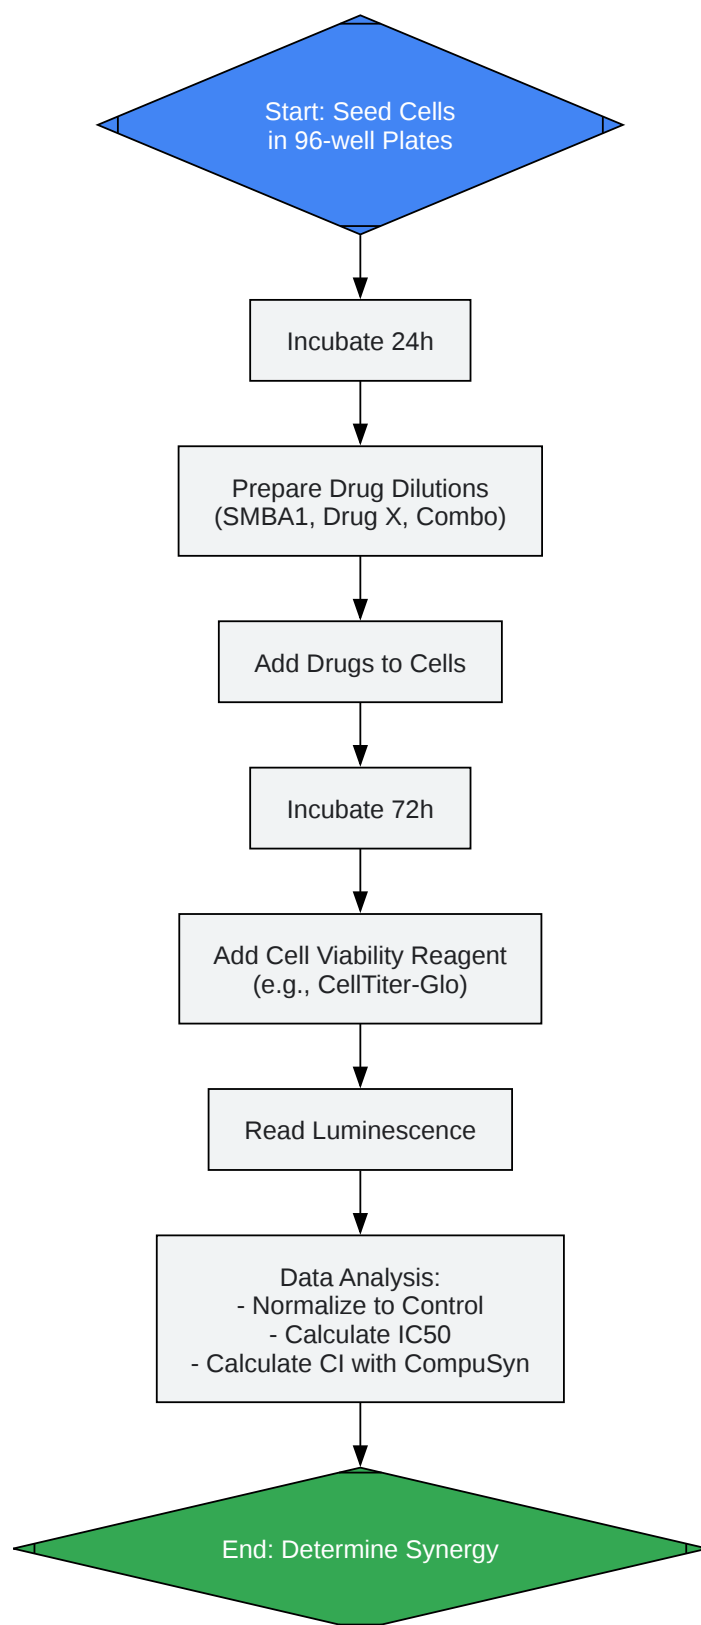 Start: Seed Cells
in 96-well Plates
Incubate 24h
Prepare Drug Dilutions
(SMBA1, Drug X, Combo)
Add Drugs to Cells
Incubate 72h
Add Cell Viability Reagent
(e.g., CellTiter-Glo)
Read Luminescence
Data Analysis:
- Normalize to Control
- Calculate IC50
- Calculate CI with CompuSyn
End: Determine Synergy